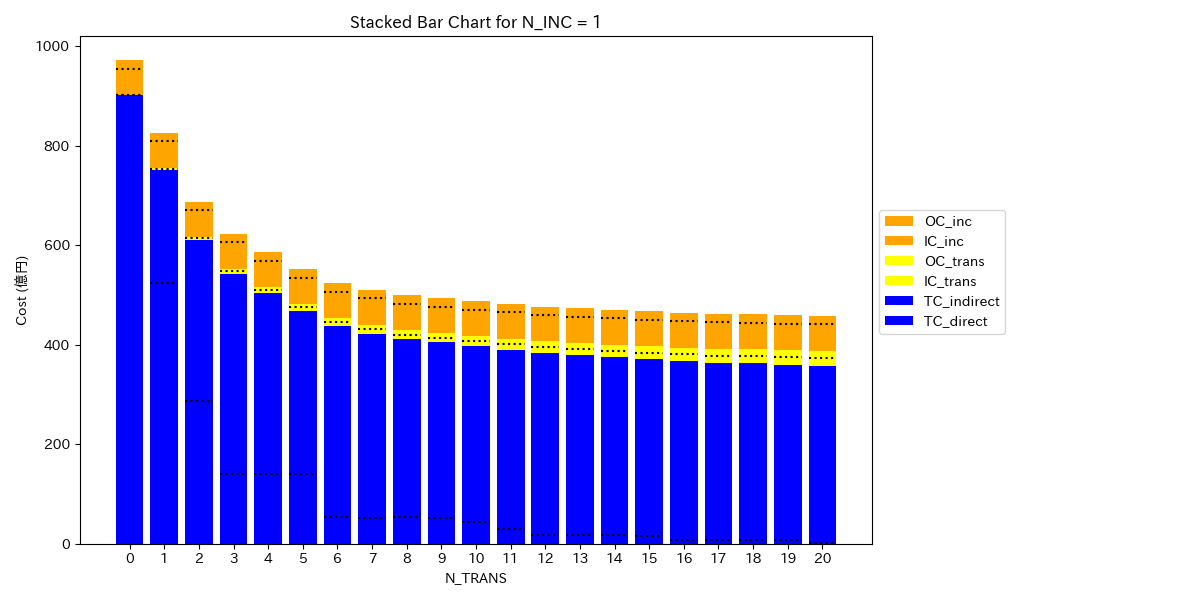 Stacked Bar Chart for N_INC = 1
Cost (億円)
1000
800
600
400
200
0
0 1 2 3 4 5 6 7 8 9 10 11 12 13 14 15 16 17 18 19 20
N_TRANS
OC_inc
IC_inc
OC_trans
IC_trans
TC_indirect
TC_direct